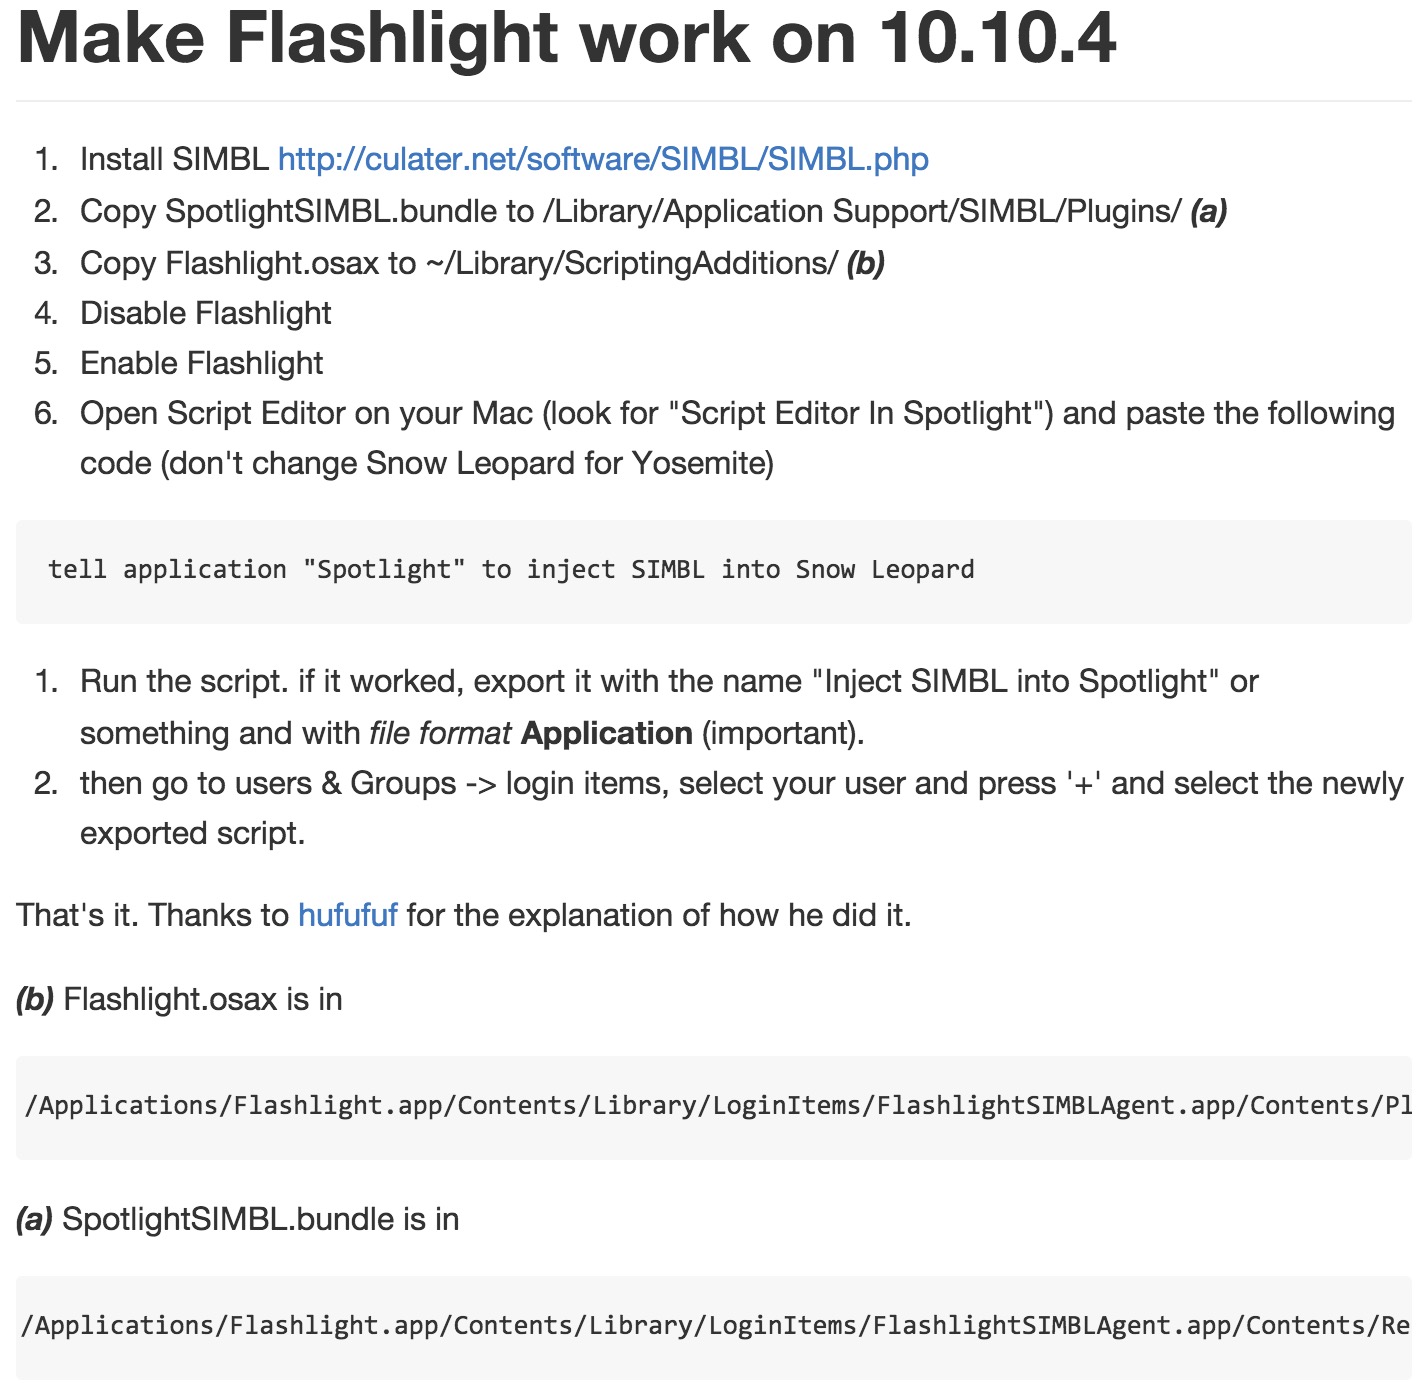 Make Flashlight work on 10.10.4
1. Install SIMBL http://culater.net/software/SIMBL/SIMBL.php
2. Copy SpotlightSIMBL.bundle to /Library/Application Support/SIMBL/Plugins/ (a)
3. Copy Flashlight.osax to ~/Library/ScriptingAdditions/ (b)
4. Disable Flashlight
5. Enable Flashlight
6. Open Script Editor on your Mac (look for "Script Editor In Spotlight") and paste the following
code (don't change Snow Leopard for Yosemite)
tell application "Spotlight" to inject SIMBL into Snow Leopard
1. Run the script. if it worked, export it with the name "Inject SIMBL into Spotlight" or
something and with file format Application (important).
2. then go to users & Groups -> login items, select your user and press '+' and select the newly
exported script.
That's it. Thanks to hufufuf for the explanation of how he did it.
(b) Flashlight.osax is in
/Applications/Flashlight.app/Contents/Library/LoginItems/FlashlightSIMBLAgent.app/Contents/Pl
(a) SpotlightSIMBL.bundle is in
/Applications/Flashlight.app/Contents/Library/LoginItems/FlashlightSIMBLAgent.app/Contents/Re